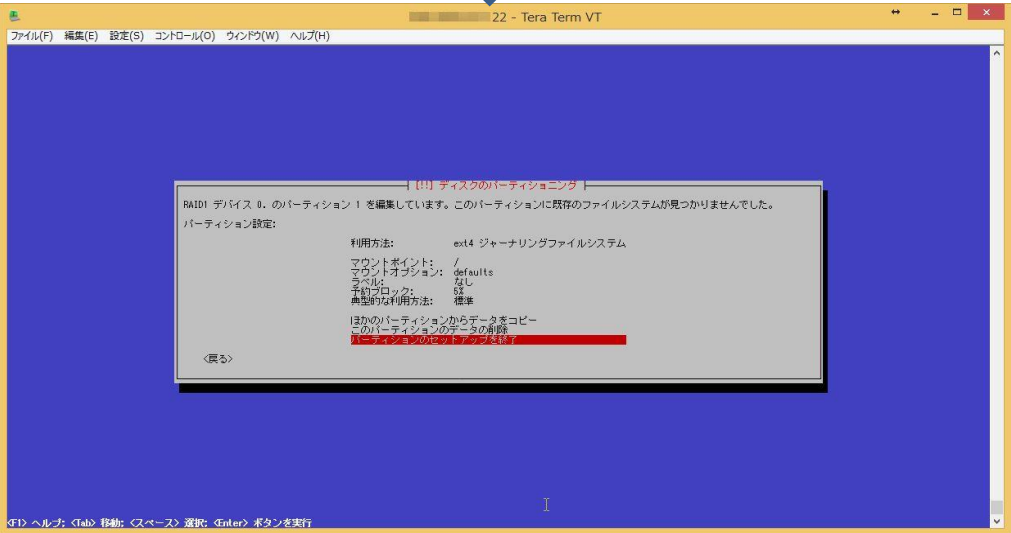 22 - Tera Term VT
ファイル(F) 編集(E) 設定(S) コントロール(O) ウィンドウ(W) ヘルプ(H)
[!!] ディスクのパーティショニング
RAID1 デバイス 0. のパーティション 1 を編集しています。このパーティションに既存のファイルシステムが見つかりませんでした。
パーティション設定:
利用方法: ext4 ジャーナリングファイルシステム
マウントポイント: /
マウントオプション: defaults
ラベル: なし
予約ブロック: 5%
典型的な利用方法: 標準
ほかのパーティションからデータをコピー
このパーティションのデータの削除
パーティションのセットアップを終了
<戻る>
<F1> ヘルプ; <Tab> 移動; <スペース> 選択; <Enter> ボタンを実行